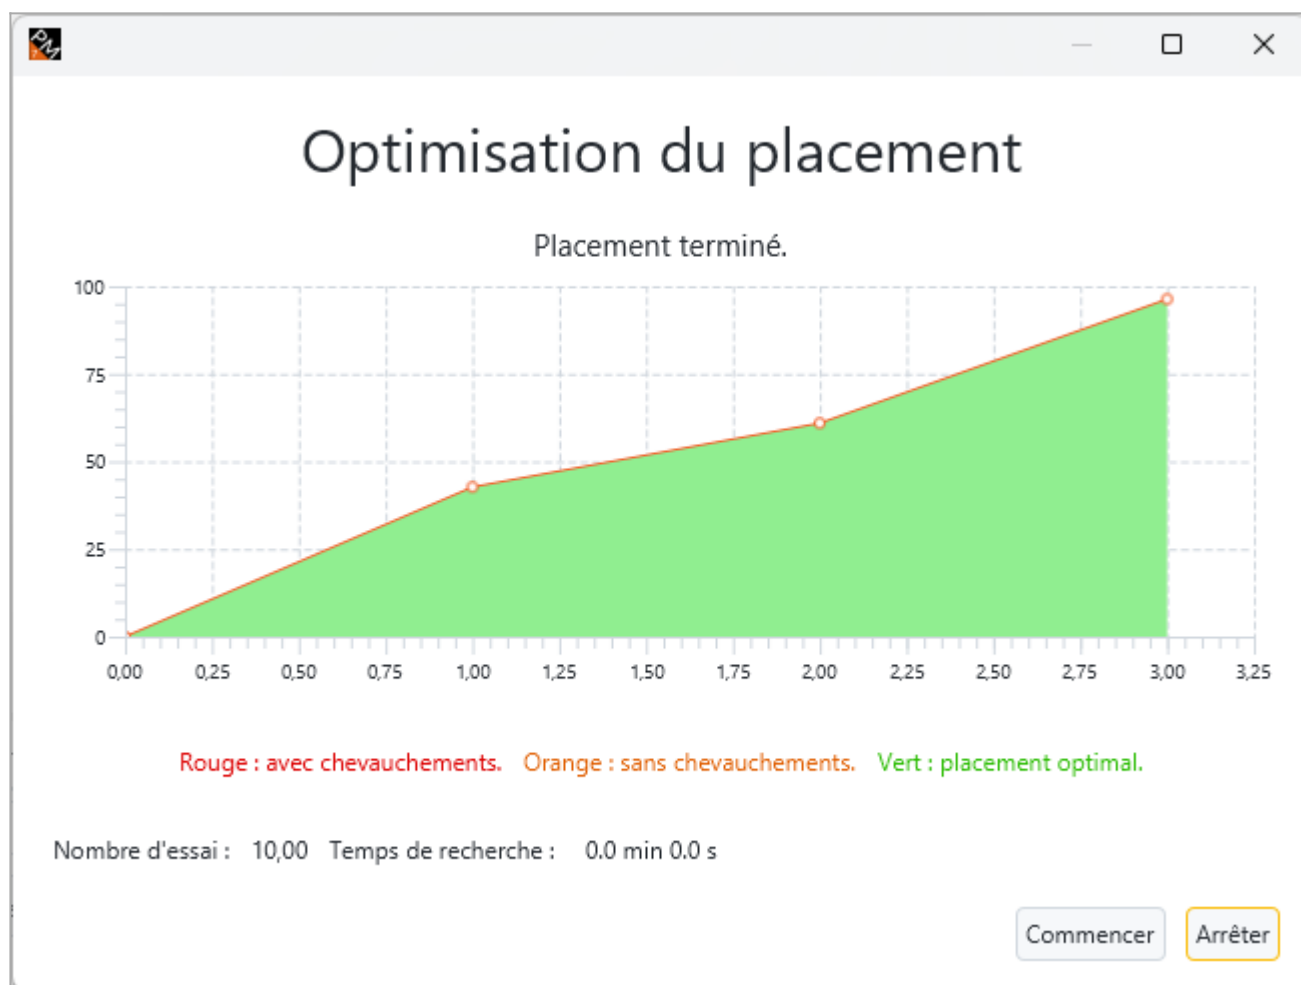 PM
?
Optimisation du placement
Placement terminé.
100
75
50
25
0
0,00 0,25 0,50 0,75 1,00 1,25 1,50 1,75 2,00 2,25 2,50 2,75 3,00 3,25
Rouge : avec chevauchements. Orange : sans chevauchements. Vert : placement optimal.
Nombre d'essai : 10,00 Temps de recherche : 0.0 min 0.0 s
Commencer Arrêter